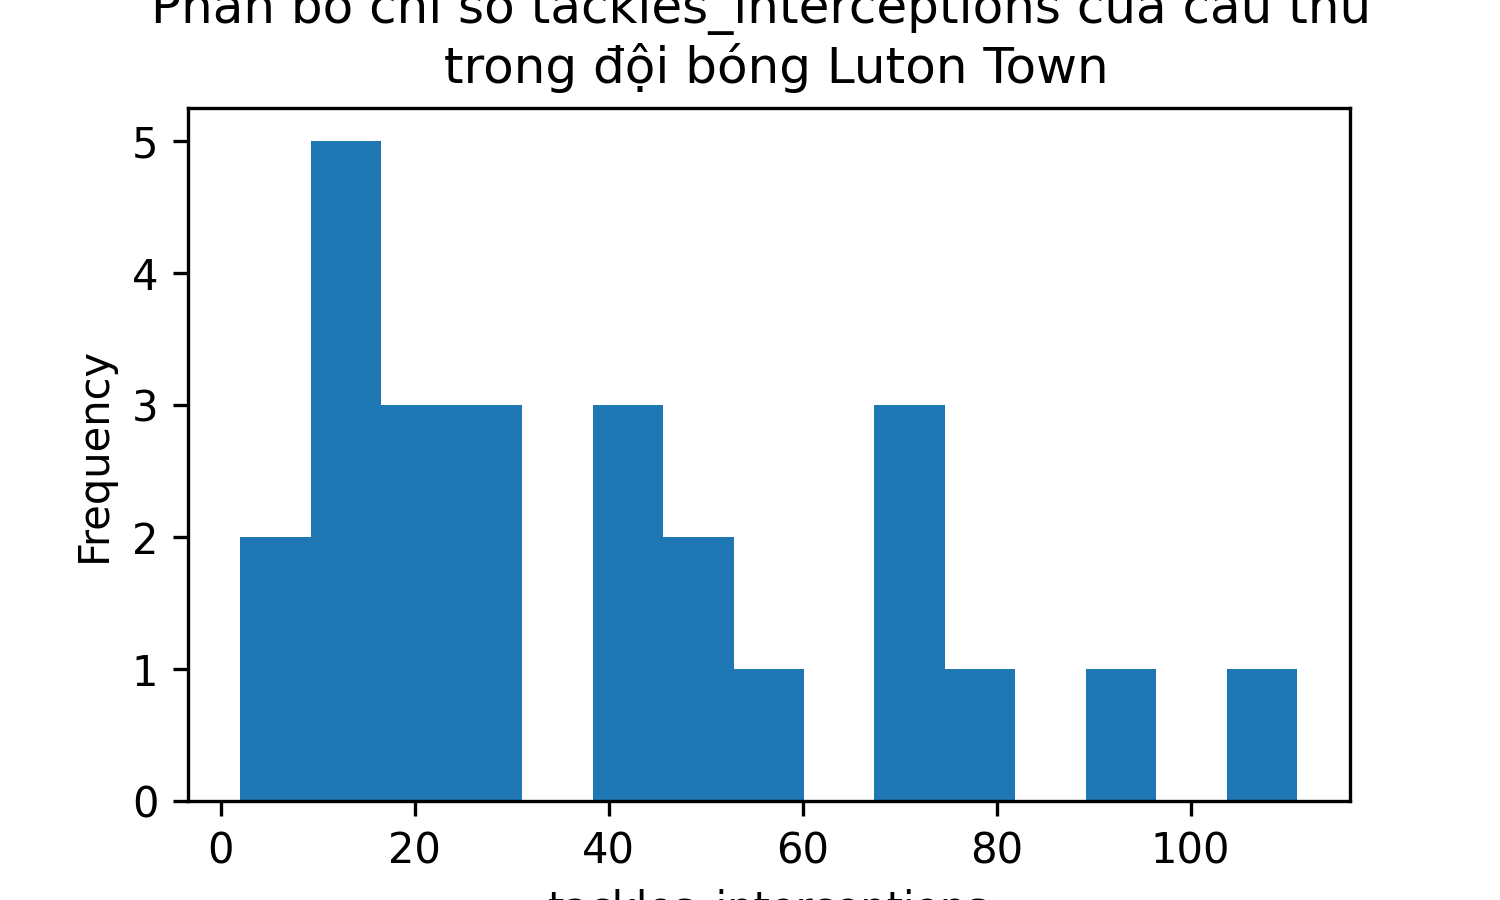 Phân bố chỉ số tackles_interceptions của cầu thủ
trong đội bóng Luton Town
5
4
3
2
1
0
Frequency
0 20 40 60 80 100
tackles_interceptions